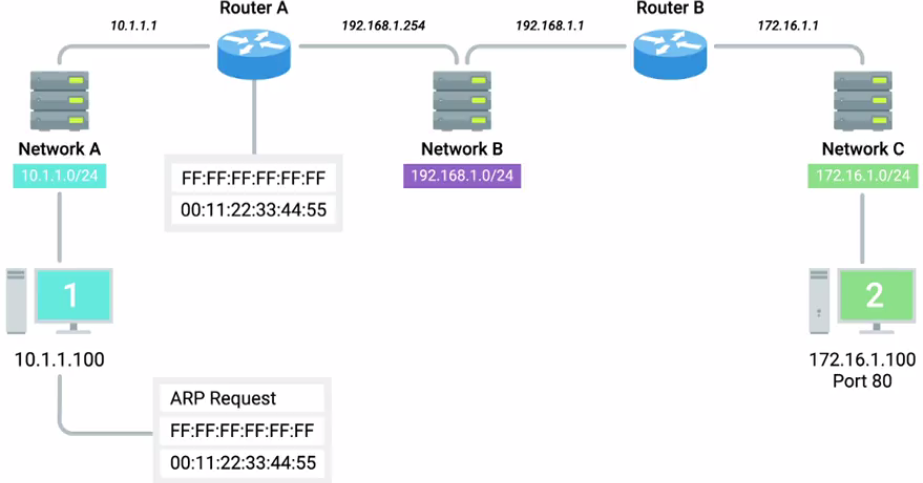 Router A
Router B
10.1.1.1
192.168.1.254
192.168.1.1
172.16.1.1
Network A
10.1.1.0/24
Network B
192.168.1.0/24
Network C
172.16.1.0/24
FF:FF:FF:FF:FF:FF
00:11:22:33:44:55
1
10.1.1.100
2
172.16.1.100
Port 80
ARP Request
FF:FF:FF:FF:FF:FF
00:11:22:33:44:55